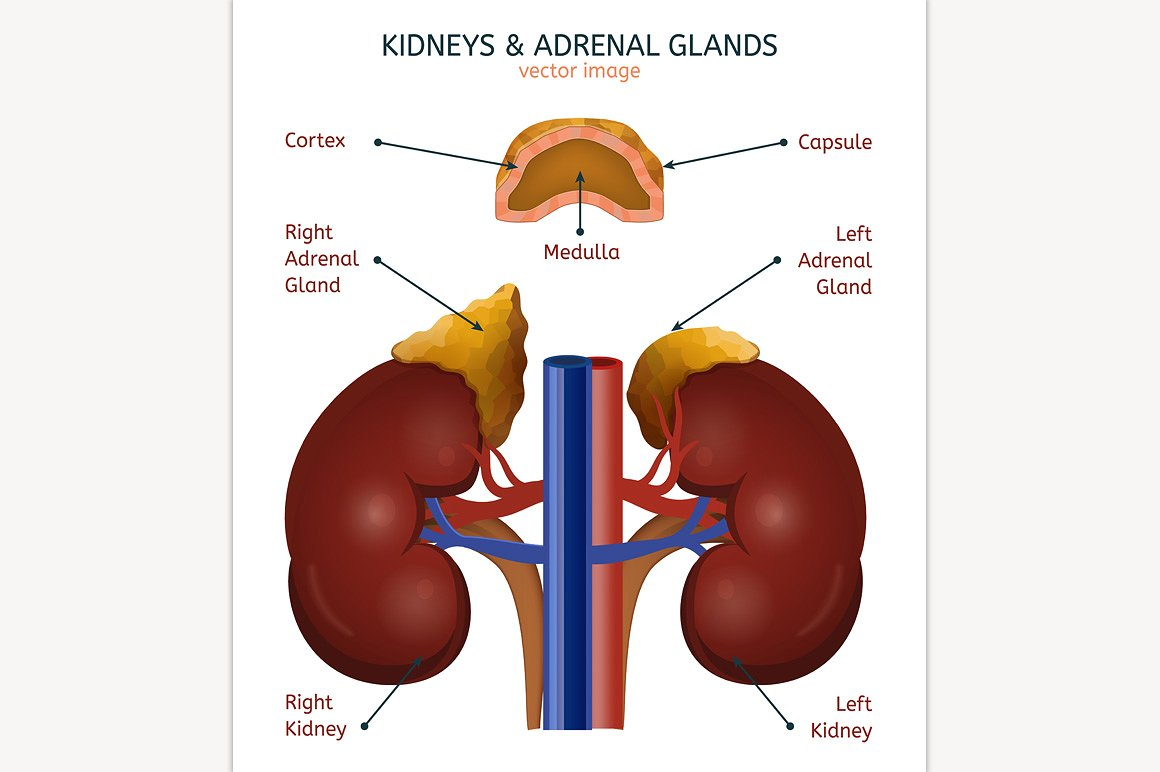 KIDNEYS & ADRENAL GLANDS
vector image
Cortex
Capsule
Medulla
Right
Adrenal
Gland
Left
Adrenal
Gland
Right
Kidney
Left
Kidney